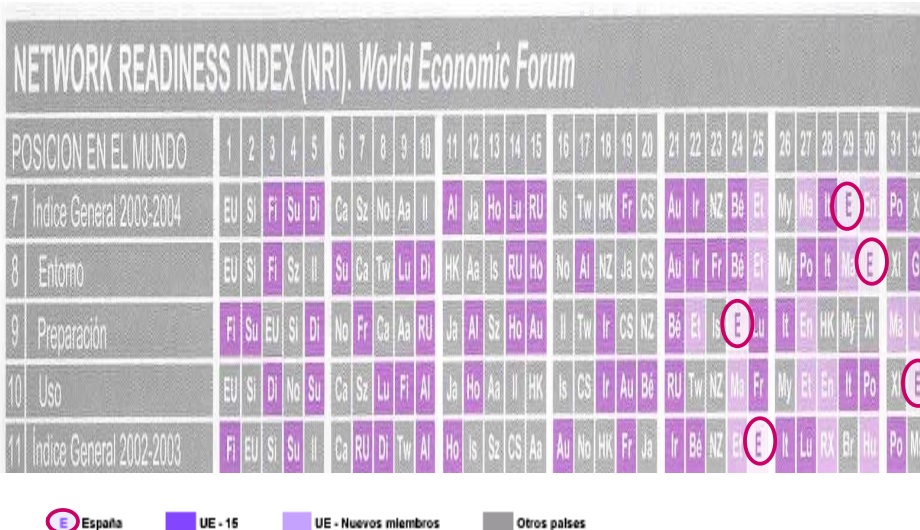 NETWORK READINESS INDEX (NRI). World Economic Forum
POSICION EN EL MUNDO 1 2 3 4 5 6 7 8 9 10 11 12 13 14 15 16 17 18 19 20 21 22 23 24 25 26 27 28 29 30 31 32
7 Índice General 2003-2004 EU Si Fi Su Di Ca Sz No Aa Il Al Ja Ho Lu RU Is Tw HK Fr CS Au Ir NZ Bé Et My Ma It E En Po
8 Entorno EU Si Fi Sz Il Su Ca Tw Lu Di HK Aa Is RU Ho No Al NZ Ja CS Au Ir Fr Bé Et My Po It Ma E XI G
9 Preparación Fi Su EU Si Di No Fr Ca Aa RU Ja Al Sz Ho Au Il Tw Ir CS NZ Bé Et Is E Lu It En HK My XI Ma
10 Uso EU Si Di No Su Ca Sz Lu Fi Al Ja Ho Aa Il HK Is CS Ir Au Bé RU Tw NZ Ma Fr My Et En It Po XI E
11 Índice General 2002-2003 Fi EU Si Su Il Ca RU Di Tw Al Ho Is Sz CS Aa Au No HK Fr Ja Ir Bé NZ Et E It Lu RX Br Hu Po M
E España UE - 15 UE - Nuevos miembros Otros países